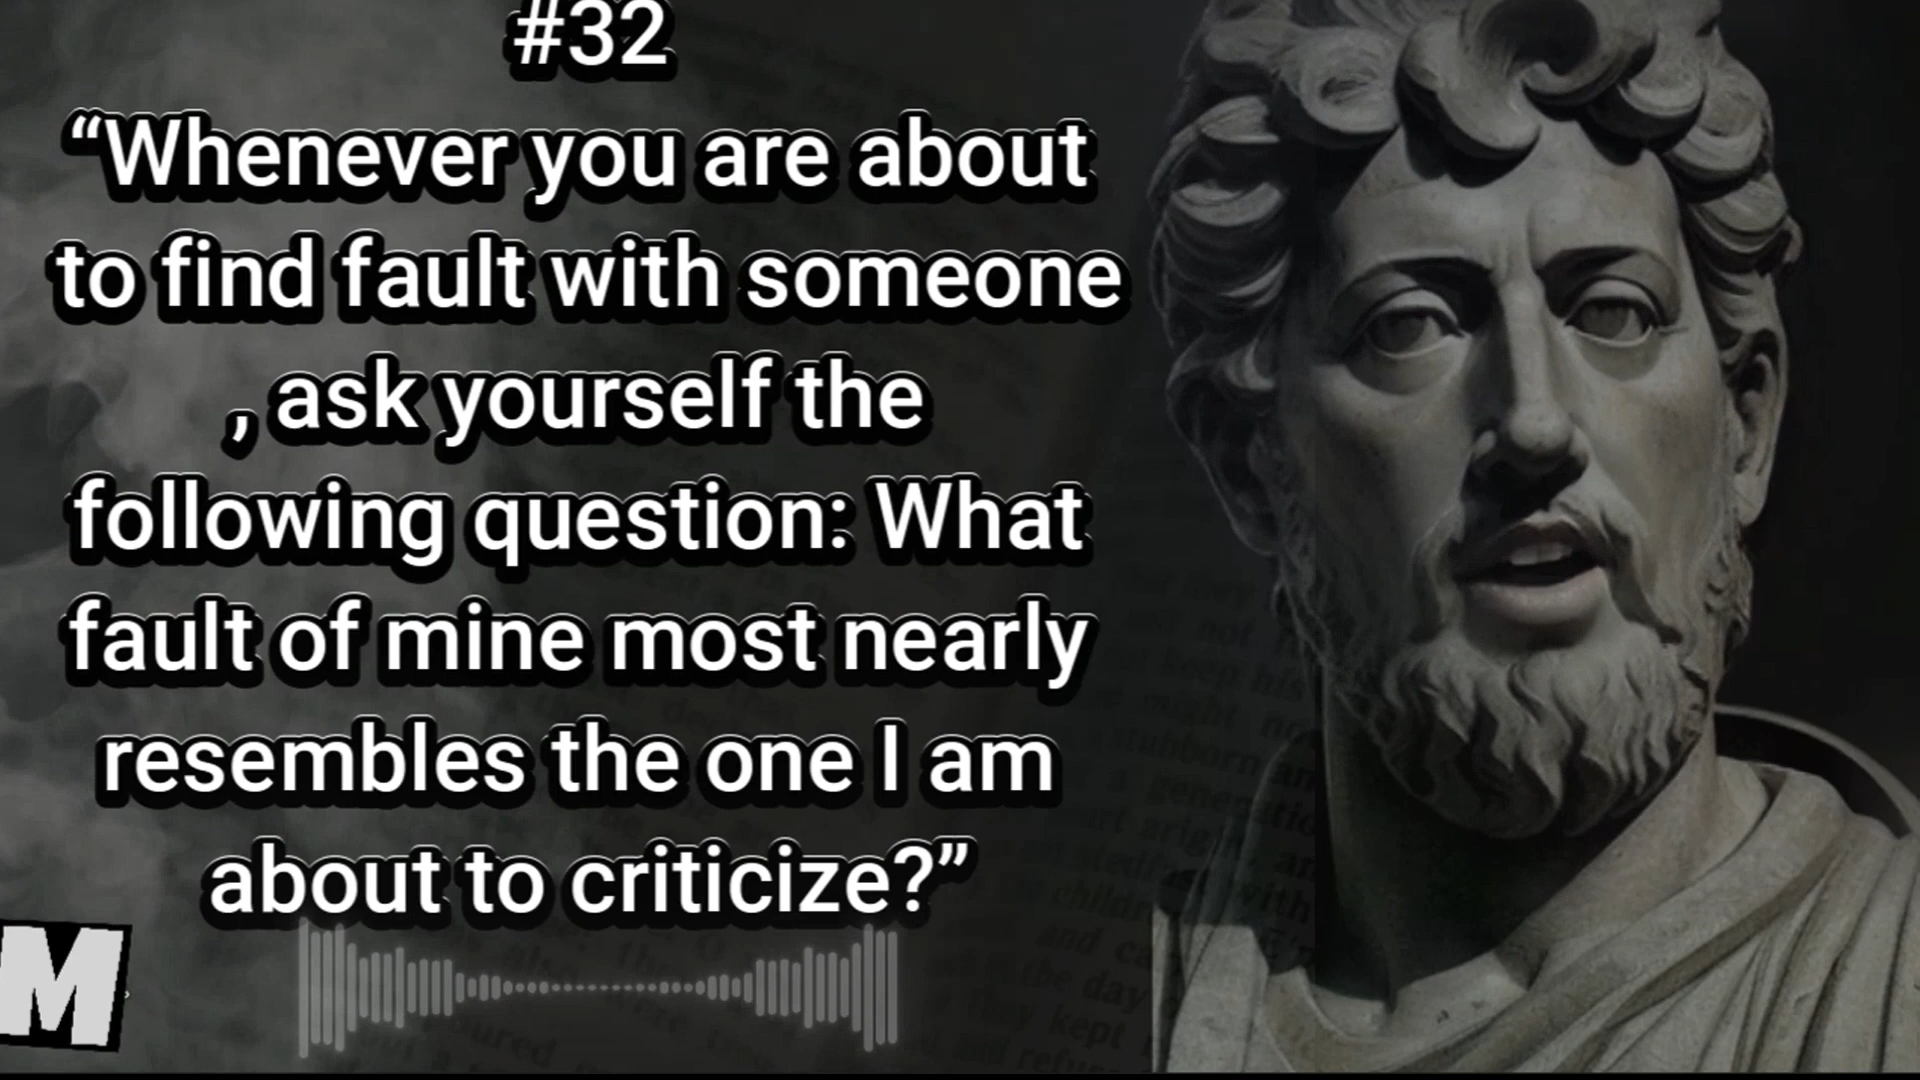 #32
“Whenever you are about
to find fault with someone
, ask yourself the
following question: What
fault of mine most nearly
resembles the one I am
about to criticize?”
M